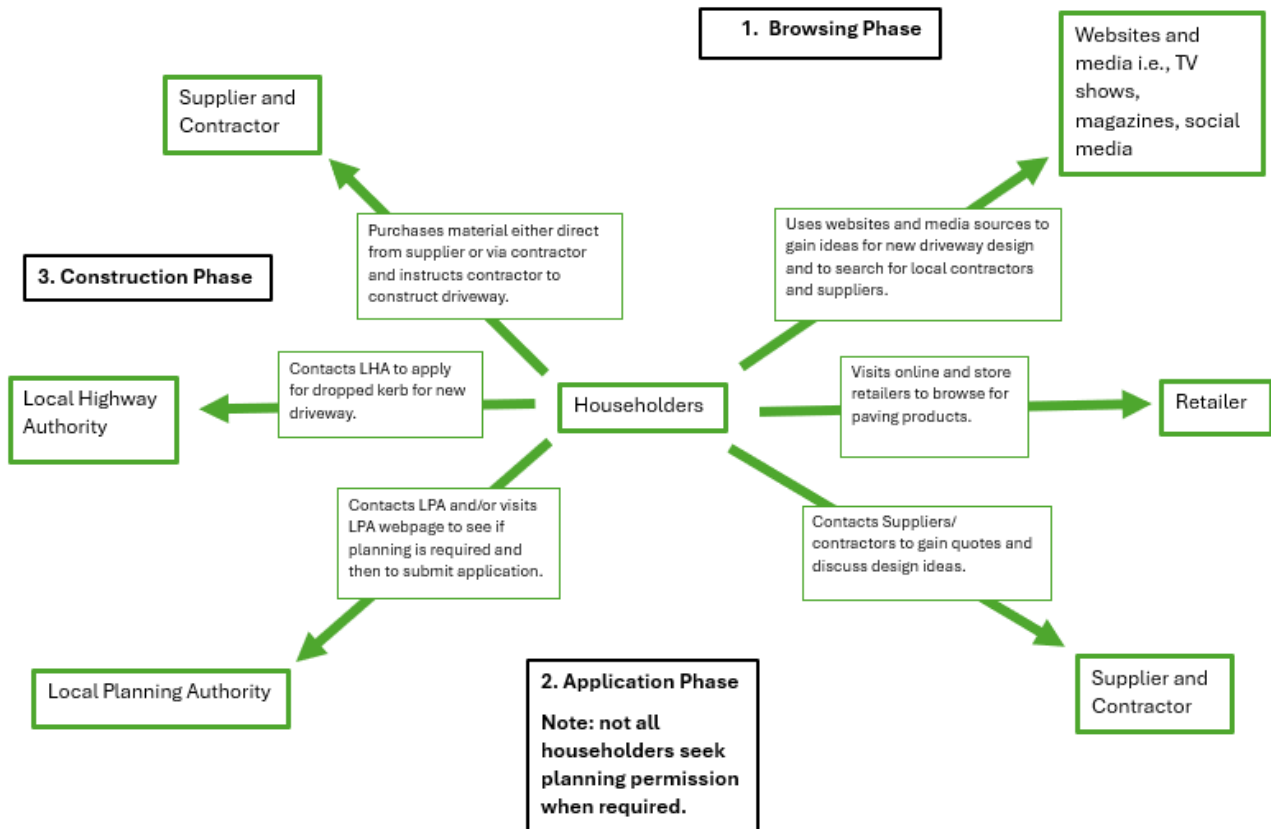 1. Browsing Phase
Websites and
media i.e., TV
shows,
magazines, social
media
Supplier and
Contractor
Purchases material either direct
from supplier or via contractor
and instructs contractor to
construct driveway.
Uses websites and media sources to
gain ideas for new driveway design
and to search for local contractors
and suppliers.
3. Construction Phase
Contacts LHA to apply
for dropped kerb for new
driveway.
Local Highway
Authority
Householders
Visits online and store
retailers to browse for
paving products.
Retailer
Contacts LPA and/or visits
LPA webpage to see if
planning is required and
then to submit application.
Contacts Suppliers/
contractors to gain quotes and
discuss design ideas.
Local Planning Authority
2. Application Phase
Note: not all
householders seek
planning permission
when required.
Supplier and
Contractor